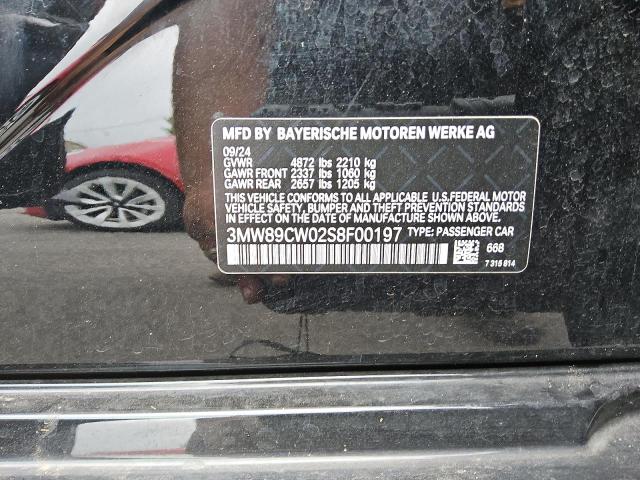 MFD BY BAYERISCHE MOTOREN WERKE AG
09/24
GVWR 4872 lbs 2210 kg
GAWR FRONT 2337 lbs 1060 kg
GAWR REAR 2657 lbs 1205 kg
THIS VEHICLE CONFORMS TO ALL APPLICABLE U.S.FEDERAL MOTOR
VEHICLE SAFETY, BUMPER AND THEFT PREVENTION STANDARDS
IN EFFECT ON THE DATE OF MANUFACTURE SHOWN ABOVE.
3MW89CW02S8F00197 TYPE: PASSENGER CAR
668
7 315 814